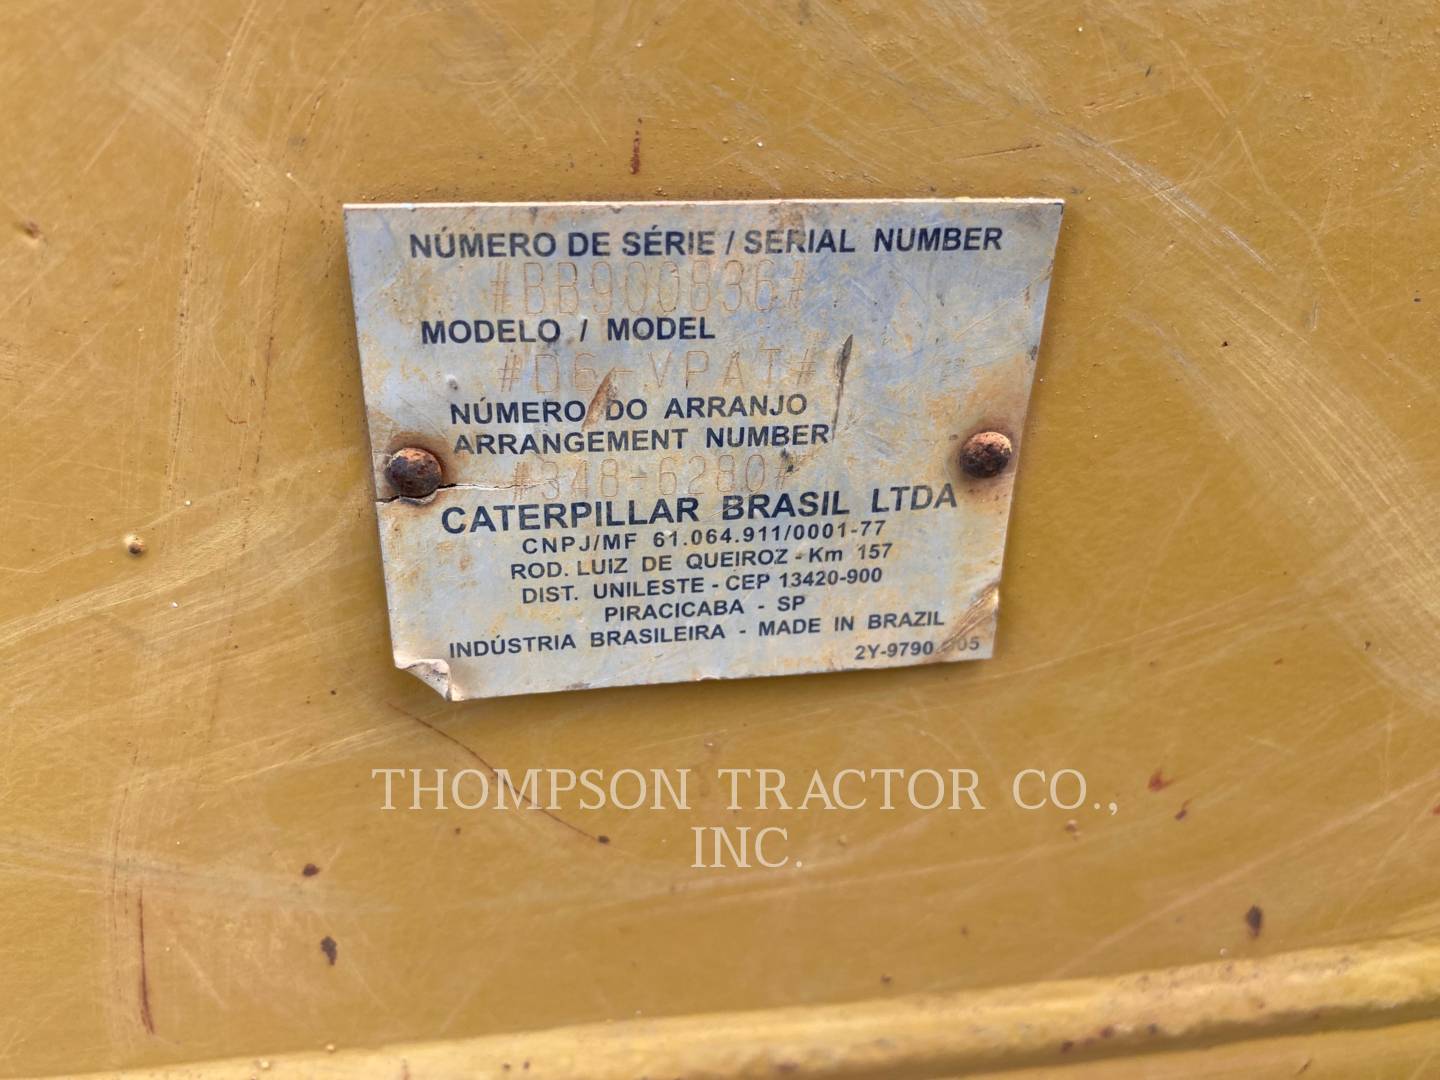 NÚMERO DE SÉRIE / SERIAL NUMBER
#BB900836#
MODELO / MODEL
#D6-VPAT#
NÚMERO DO ARRANJO
ARRANGEMENT NUMBER
#348-6280#
CATERPILLAR BRASIL LTDA
CNPJ/MF 61.064.911/0001-77
ROD. LUIZ DE QUEIROZ - Km 157
DIST. UNILESTE - CEP 13420-900
PIRACICABA - SP
INDÚSTRIA BRASILEIRA - MADE IN BRAZIL
2Y-9790
THOMPSON TRACTOR CO.,
INC.